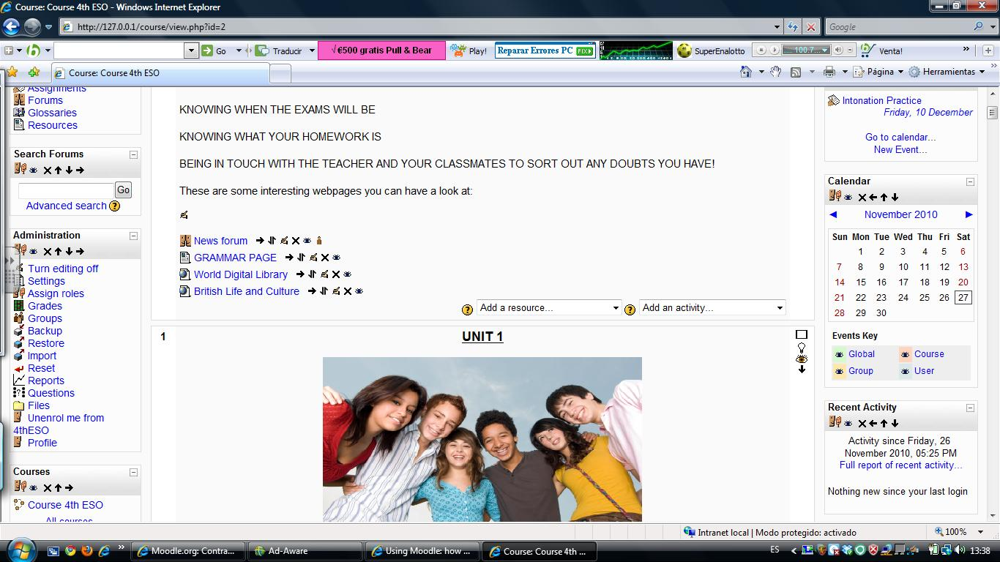 Course: Course 4th ESO - Windows Internet Explorer
http://127.0.0.1/course/view.php?id=2
Google
Go
Traducir
√€500 gratis Pull & Bear
Play!
Reparar Errores PC FIX
SuperEnalotto
100.7...
Venta!
Course: Course 4th ESO
Página
Herramientas
Assignments
Forums
Glossaries
Resources
Search Forums
Go
Advanced search
Administration
Turn editing off
Settings
Assign roles
Grades
Groups
Backup
Restore
Import
Reset
Reports
Questions
Files
Unenrol me from
4thESO
Profile
Courses
Course 4th ESO
All courses
KNOWING WHEN THE EXAMS WILL BE
KNOWING WHAT YOUR HOMEWORK IS
BEING IN TOUCH WITH THE TEACHER AND YOUR CLASSMATES TO SORT OUT ANY DOUBTS YOU HAVE!
These are some interesting webpages you can have a look at:
News forum
GRAMMAR PAGE
World Digital Library
British Life and Culture
Add a resource...
Add an activity...
1
UNIT 1
Intonation Practice
Friday, 10 December
Go to calendar...
New Event...
Calendar
November 2010
Sun Mon Tue Wed Thu Fri Sat
1 2 3 4 5 6
7 8 9 10 11 12 13
14 15 16 17 18 19 20
21 22 23 24 25 26 27
28 29 30
Events Key
Global Course
Group User
Recent Activity
Activity since Friday, 26
November 2010, 05:25 PM
Full report of recent activity...
Nothing new since your last login
Intranet local | Modo protegido: activado
100%
Moodle.org: Contra...
Ad-Aware
Using Moodle: how ...
Course: Course 4th ...
ES
13:38